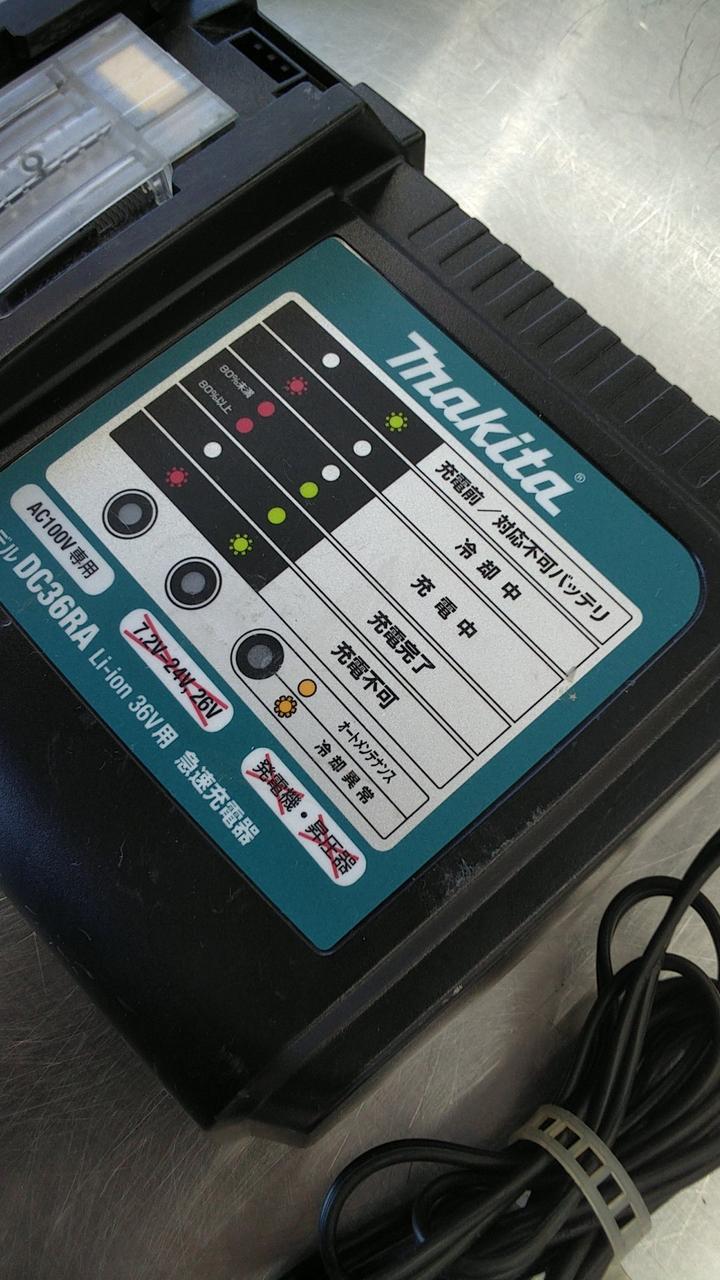 makita®
充電前／対応不可バッテリ
冷却中
80%未満
80%以上
充電中
充電完了
充電不可
オートメンテナンス
冷却異常
AC100V専用
7.2V-24V, 26V
発電機・昇圧器
デル DC36RA Li-ion 36V用 急速充電器